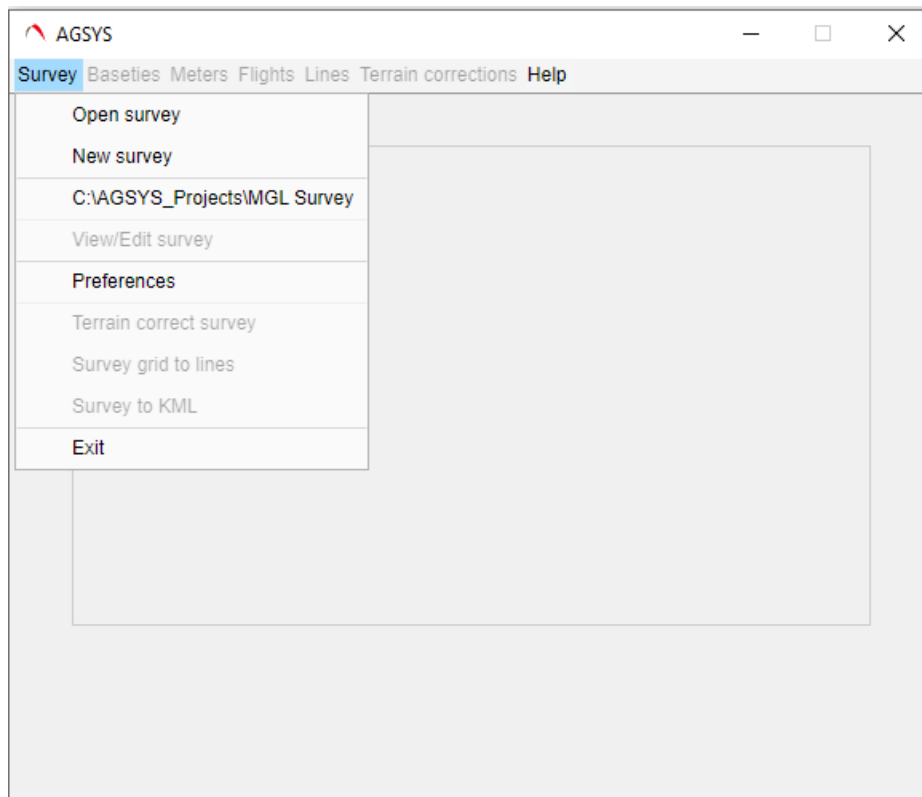 AGSYS
Survey Baseties Meters Flights Lines Terrain corrections Help
Open survey
New survey
C:\AGSYS_Projects\MGL Survey
View/Edit survey
Preferences
Terrain correct survey
Survey grid to lines
Survey to KML
Exit